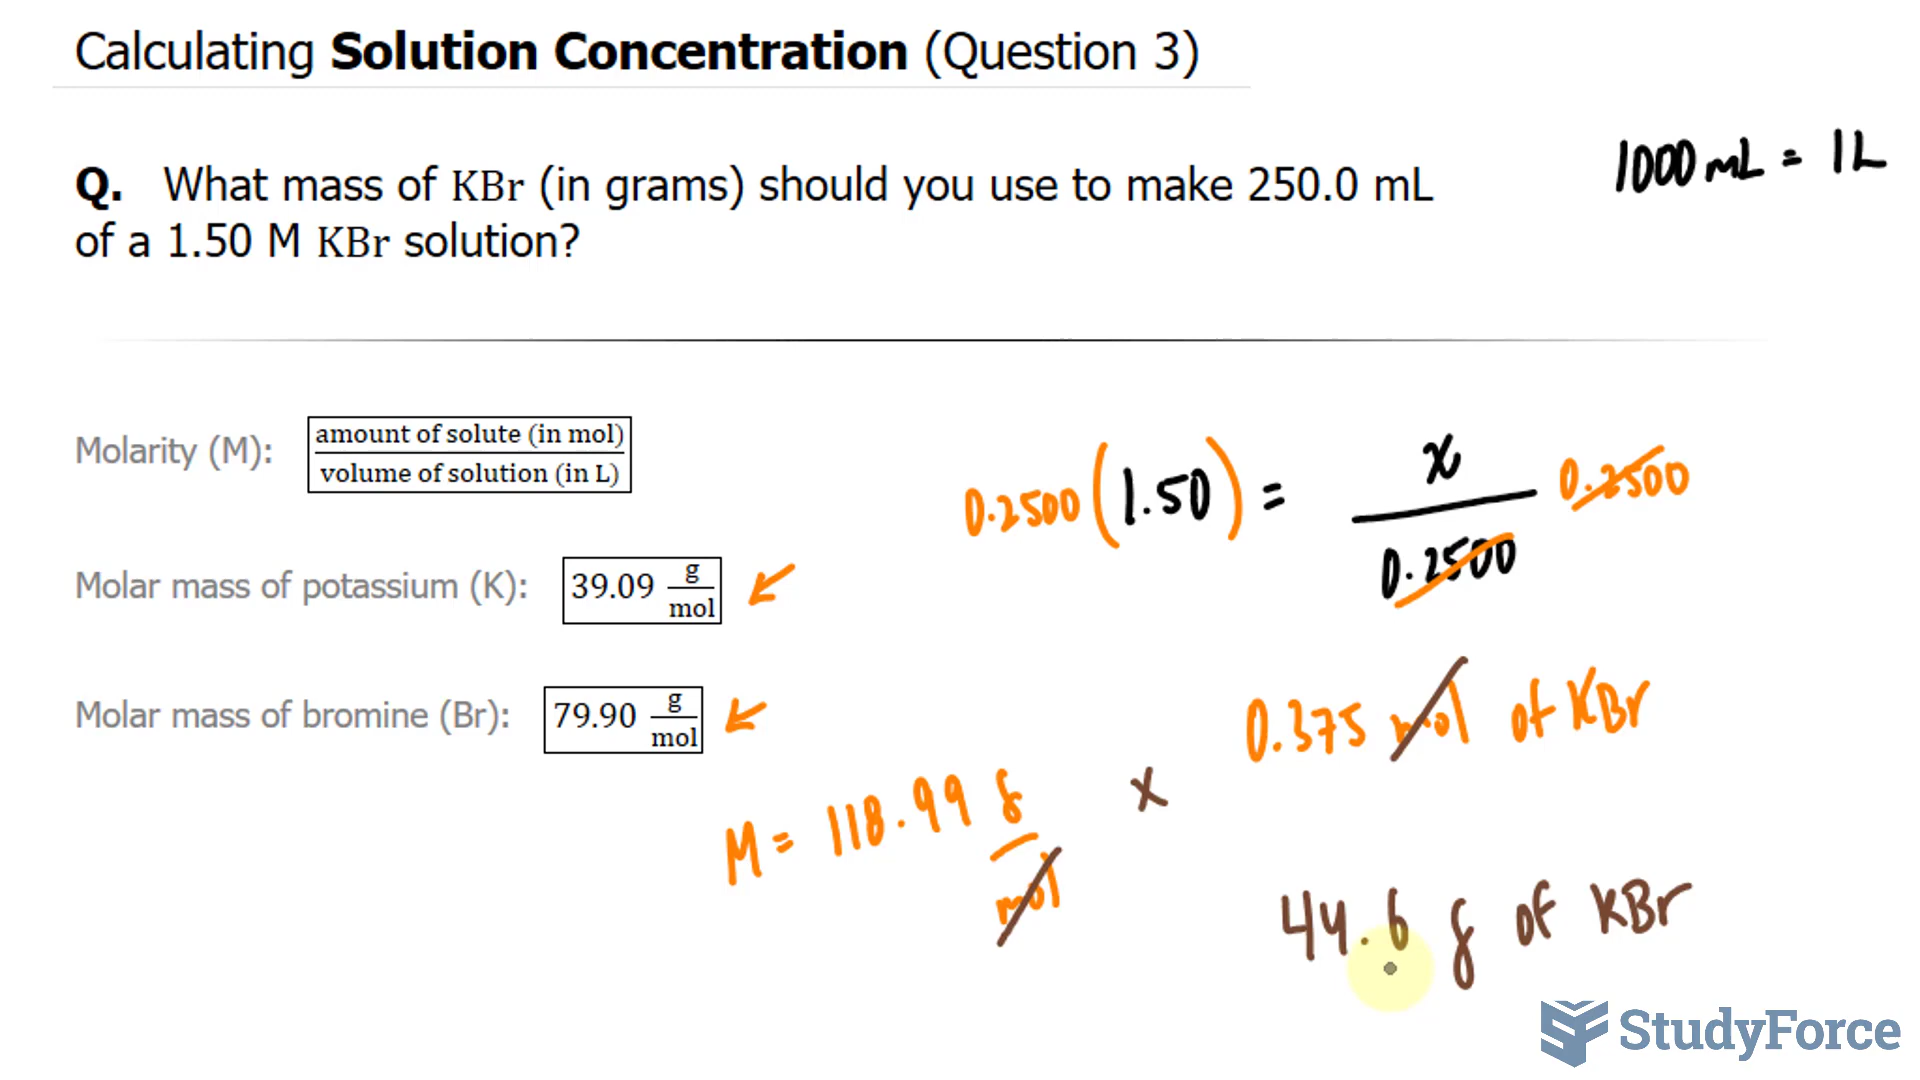 Calculating Solution Concentration (Question 3)
1000 mL = 1L
Q. What mass of KBr (in grams) should you use to make 250.0 mL
of a 1.50 M KBr solution?
Molarity (M): amount of solute (in mol)
volume of solution (in L)
0.2500 (1.50) = x 0.2500
0.2500
Molar mass of potassium (K): 39.09 g
mol
Molar mass of bromine (Br): 79.90 g
mol
0.375 mol of KBr
M = 118.99 g x
mol
44.6 g of KBr
StudyForce